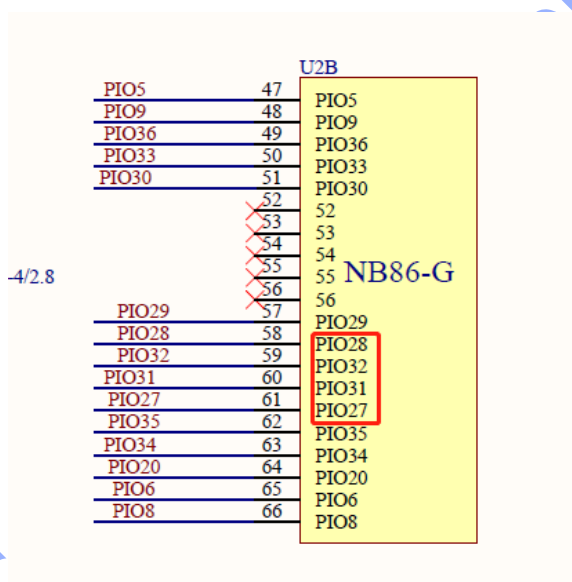 U2B
PIO5 47 PIO5
PIO9 48 PIO9
PIO36 49 PIO36
PIO33 50 PIO33
PIO30 51 PIO30
52 52
53 53
54 54
-4/2.8 55 55 NB86-G
56 56
PIO29 57 PIO29
PIO28 58 PIO28
PIO32 59 PIO32
PIO31 60 PIO31
PIO27 61 PIO27
PIO35 62 PIO35
PIO34 63 PIO34
PIO20 64 PIO20
PIO6 65 PIO6
PIO8 66 PIO8